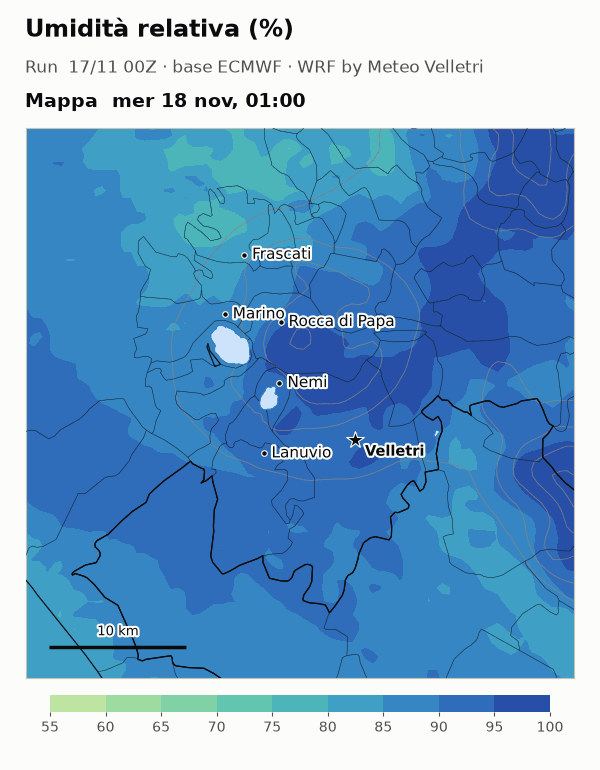 Umidità relativa (%)
Run  17/11 00Z · base ECMWF · WRF by Meteo Velletri
Mappa  mer 18 nov, 01:00
Frascati
Marino
Rocca di Papa
Nemi
Velletri
Lanuvio
10 km
55 60 65 70 75 80 85 90 95 100